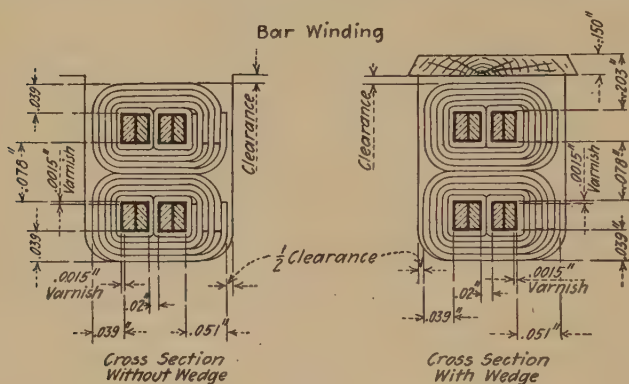 Bar Winding
.039
.078"
.0015"
Varnish
.039
.0015"
Varnish
.02"
.039"
.051"
Clearance
½ Clearance
Cross Section
Without Wedge
Clearance
.150"
.203"
.078"
.0015"
Varnish
.039
.0015"
Varnish
.02"
.039"
.051"
Cross Section
With Wedge